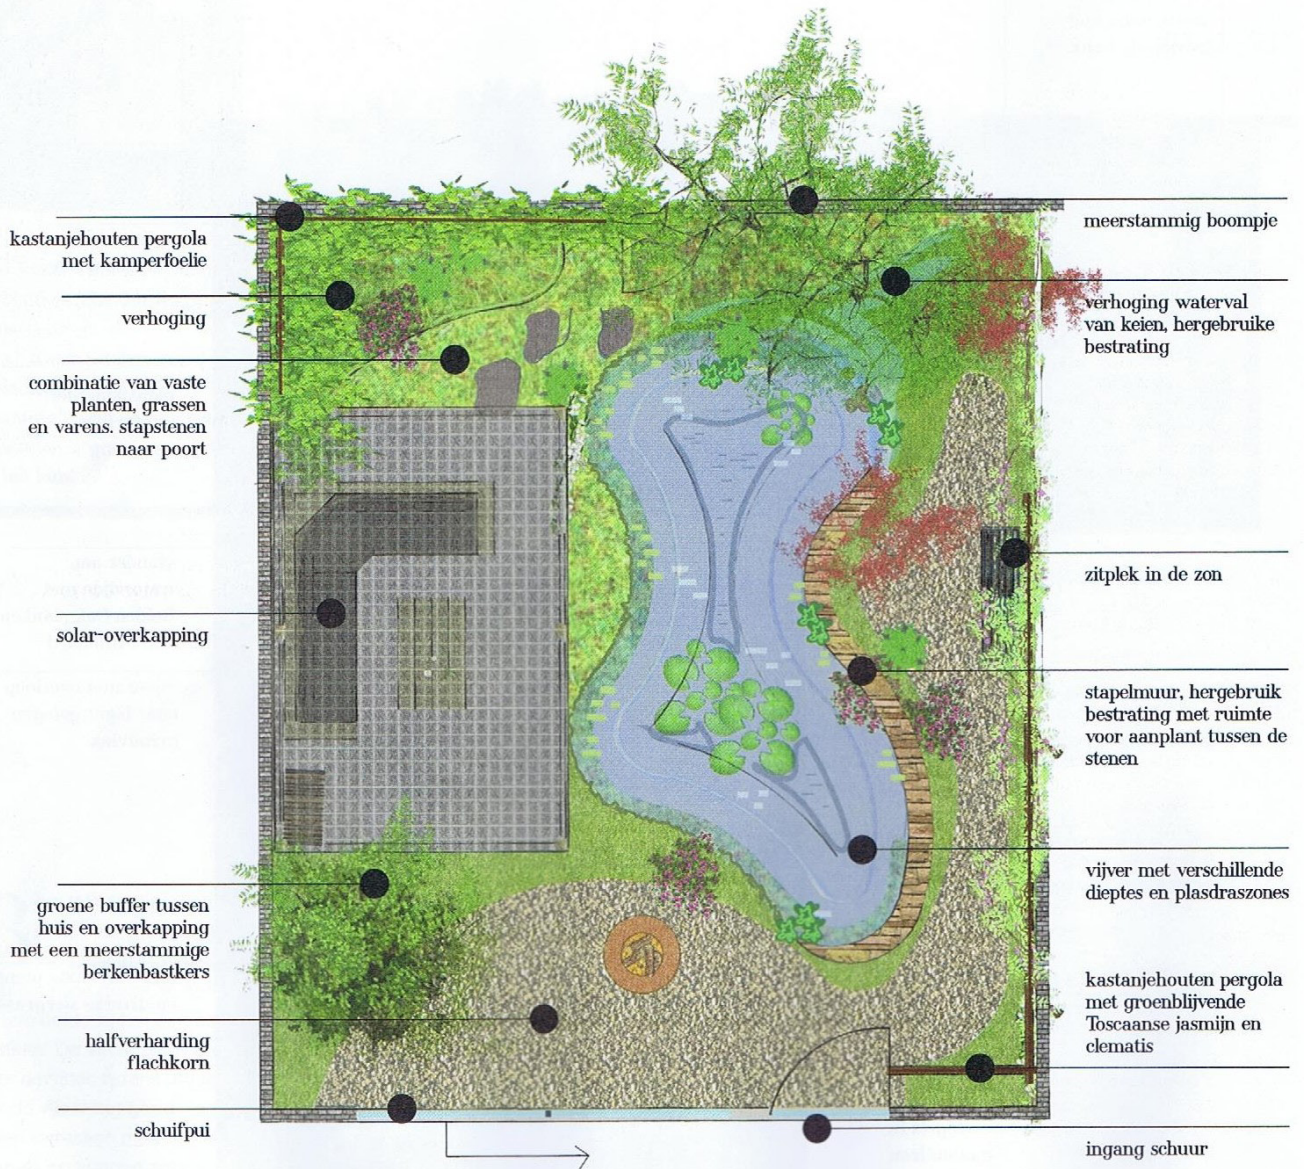 kastanjehouten pergola
met kamperfoelie
verhoging
combinatie van vaste
planten, grassen
en varens. stapstenen
naar poort
solar-overkapping
groene buffer tussen
huis en overkapping
met een meerstammige
berkenbastkers
halfverharding
flachkorn
schuifpui
meerstammig boompje
verhoging waterval
van keien, hergebruike
bestrating
zitplek in de zon
stapelmuur, hergebruik
bestrating met ruimte
voor aanplant tussen de
stenen
vijver met verschillende
dieptes en plasdraszones
kastanjehouten pergola
met groenblijvende
Toscaanse jasmijn en
clematis
ingang schuur